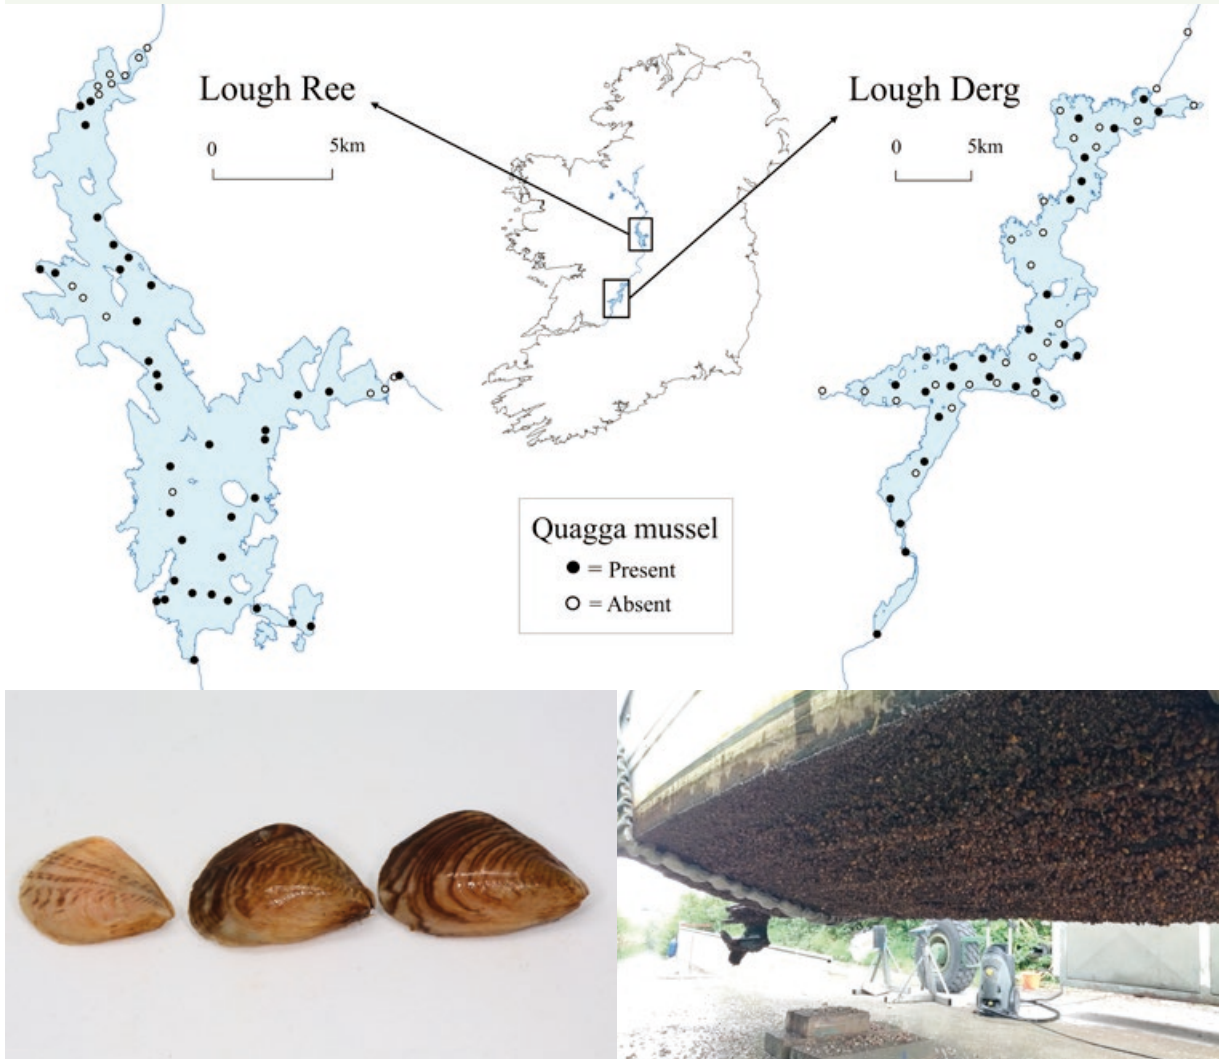 Lough Ree
0 5km
Lough Derg
0 5km
Quagga mussel
= Present
= Absent